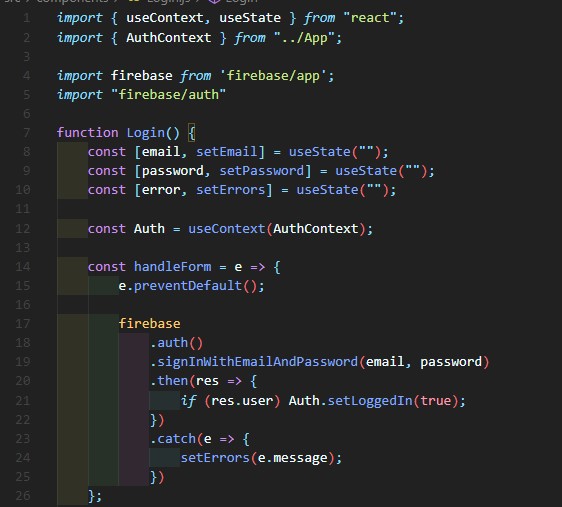 src > components > Login.js > Login
1 import { useContext, useState } from "react";
2 import { AuthContext } from "../App";
3
4 import firebase from 'firebase/app';
5 import "firebase/auth"
6
7 function Login() {
8 const [email, setEmail] = useState("");
9 const [password, setPassword] = useState("");
10 const [error, setErrors] = useState("");
11
12 const Auth = useContext(AuthContext);
13
14 const handleForm = e => {
15 e.preventDefault();
16
17 firebase
18 .auth()
19 .signInWithEmailAndPassword(email, password)
20 .then(res => {
21 if (res.user) Auth.setLoggedIn(true);
22 })
23 .catch(e => {
24 setErrors(e.message);
25 })
26 };